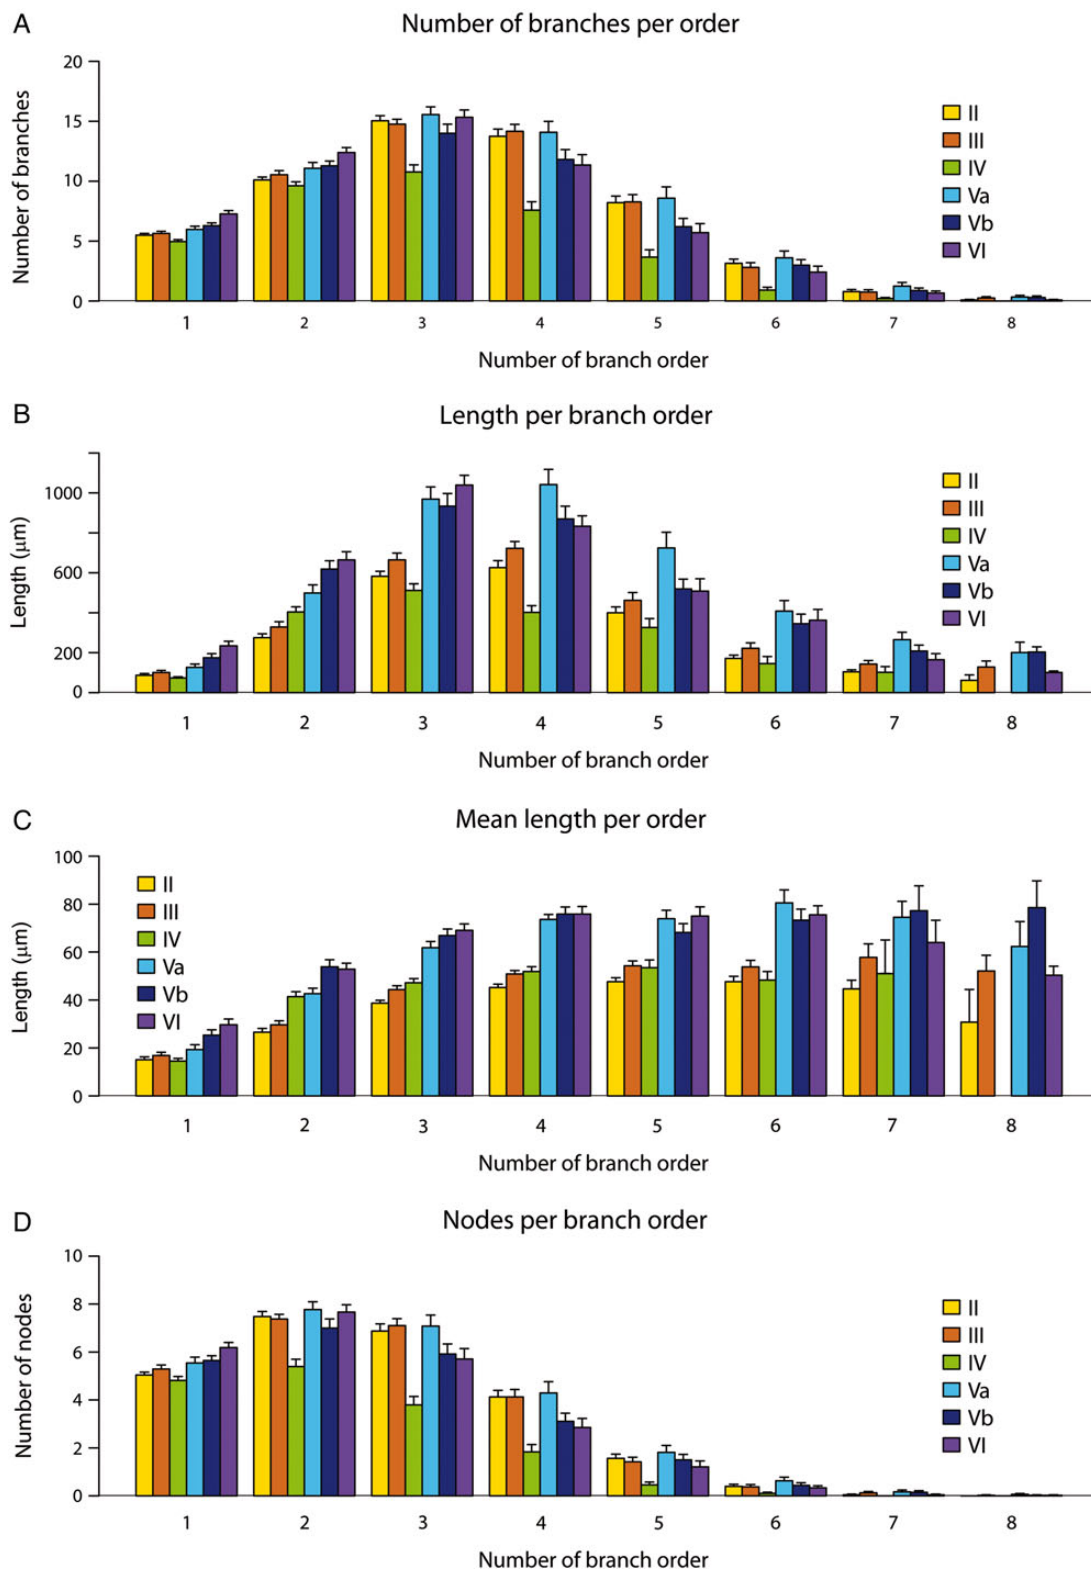 A
Number of branches per order
Number of branches
20
15
10
5
0
II
III
IV
Va
Vb
VI
1 2 3 4 5 6 7 8
Number of branch order
B
Length per branch order
Length (μm)
1000
600
200
0
II
III
IV
Va
Vb
VI
1 2 3 4 5 6 7 8
Number of branch order
C
Mean length per order
Length (μm)
100
80
60
40
20
0
II
III
IV
Va
Vb
VI
1 2 3 4 5 6 7 8
Number of branch order
D
Nodes per branch order
Number of nodes
10
8
6
4
2
0
II
III
IV
Va
Vb
VI
1 2 3 4 5 6 7 8
Number of branch order